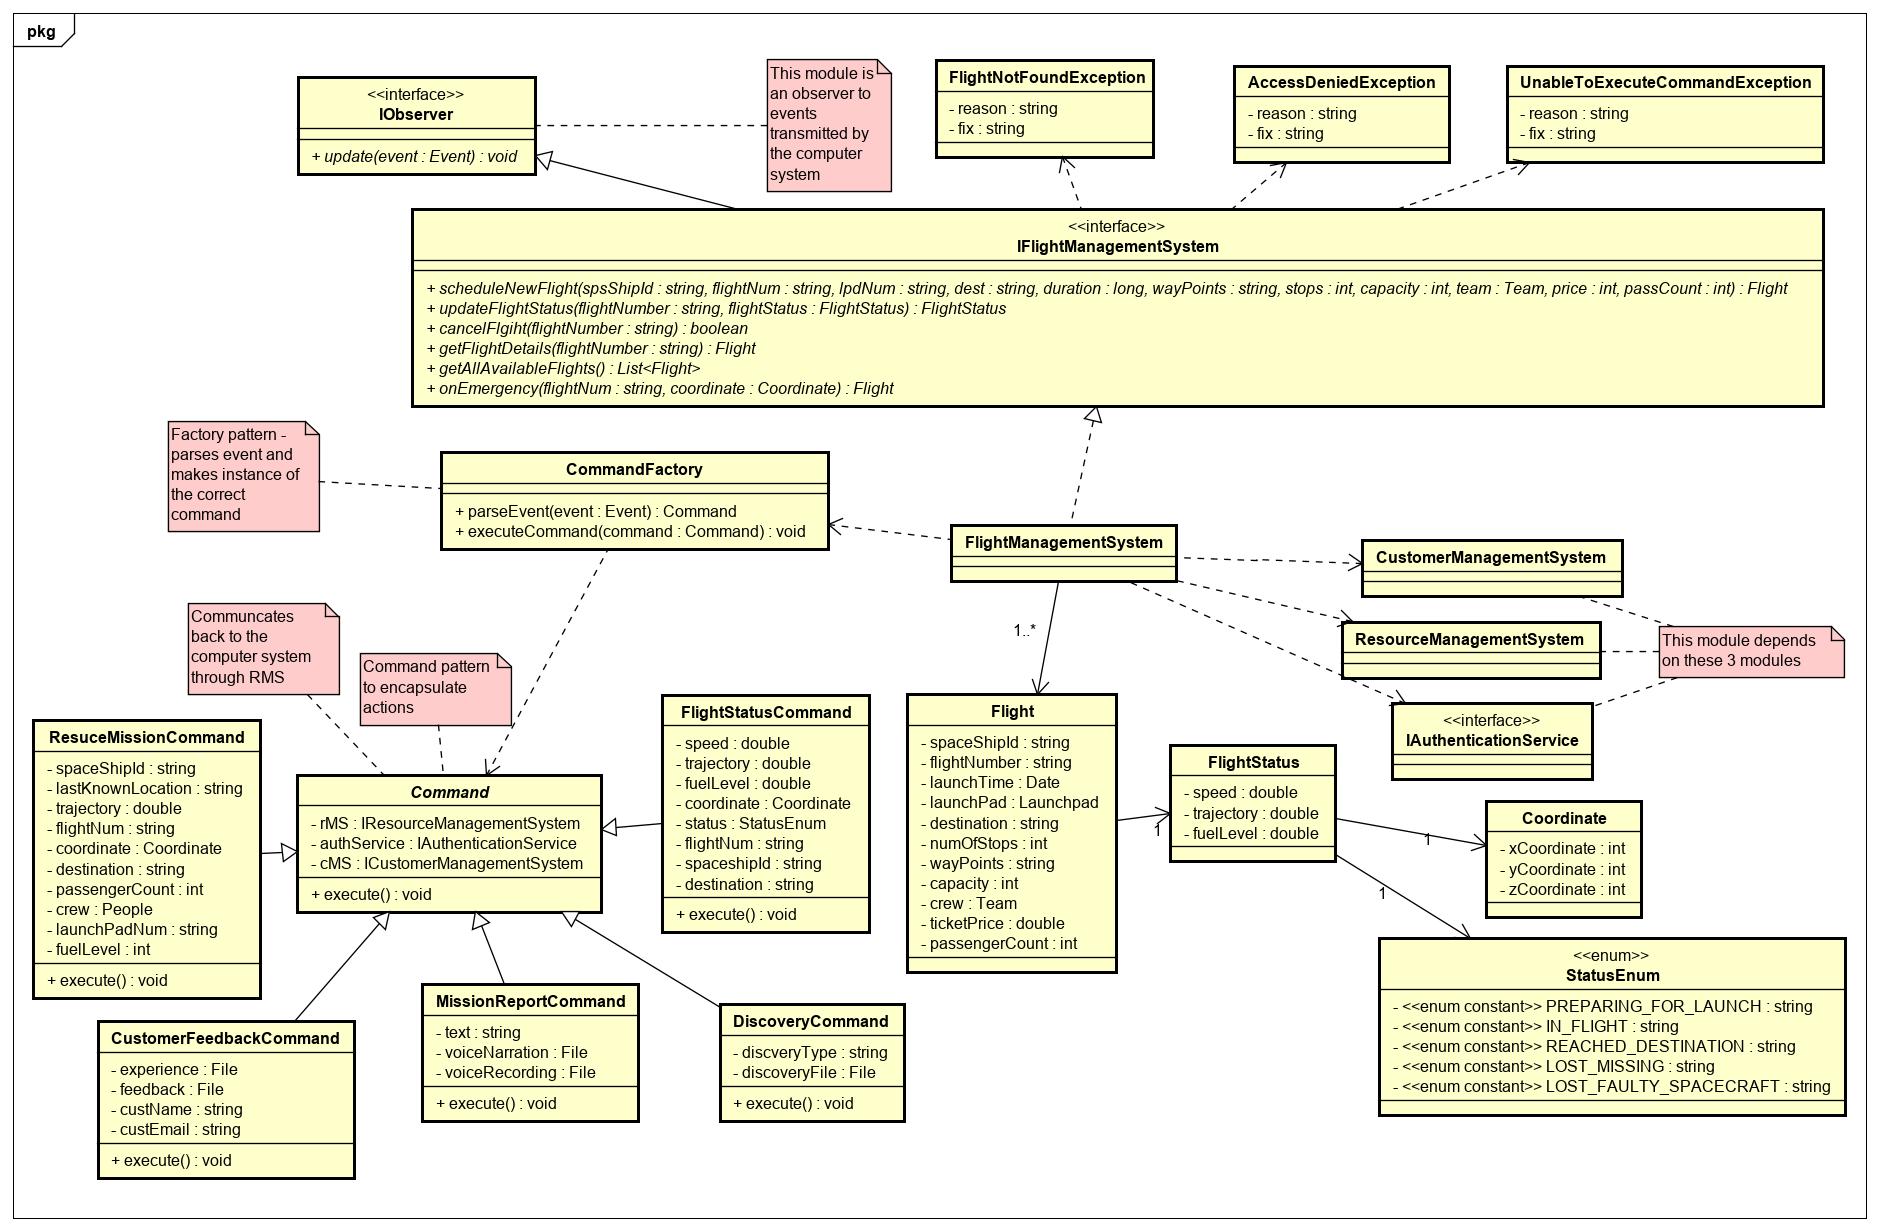 pkg
<<interface>>
IObserver
+ update(event : Event) : void
This module is
an observer to
events
transmitted by
the computer
system
FlightNotFoundException
- reason : string
- fix : string
AccessDeniedException
- reason : string
- fix : string
UnableToExecuteCommandException
- reason : string
- fix : string
<<interface>>
IFlightManagementSystem
+ scheduleNewFlight(spsShipId : string, flightNum : string, lpdNum : string, dest : string, duration : long, wayPoints : string, stops : int, capacity : int, team : Team, price : int, passCount : int) : Flight
+ updateFlightStatus(flightNumber : string, flightStatus : FlightStatus) : FlightStatus
+ cancelFlgiht(flightNumber : string) : boolean
+ getFlightDetails(flightNumber : string) : Flight
+ getAllAvailableFlights() : List<Flight>
+ onEmergency(flightNum : string, coordinate : Coordinate) : Flight
Factory pattern -
parses event and
makes instance of
the correct
command
CommandFactory
+ parseEvent(event : Event) : Command
+ executeCommand(command : Command) : void
FlightManagementSystem
CustomerManagementSystem
ResourceManagementSystem
This module depends
on these 3 modules
<<interface>>
IAuthenticationService
Communcates
back to the
computer system
through RMS
Command pattern
to encapsulate
actions
1..*
ResuceMissionCommand
- spaceShipId : string
- lastKnownLocation : string
- trajectory : double
- flightNum : string
- coordinate : Coordinate
- destination : string
- passengerCount : int
- crew : People
- launchPadNum : string
- fuelLevel : int
+ execute() : void
Command
- rMS : IResourceManagementSystem
- authService : IAuthenticationService
- cMS : ICustomerManagementSystem
+ execute() : void
FlightStatusCommand
- speed : double
- trajectory : double
- fuelLevel : double
- coordinate : Coordinate
- status : StatusEnum
- flightNum : string
- spaceshipId : string
- destination : string
+ execute() : void
Flight
- spaceShipId : string
- flightNumber : string
- launchTime : Date
- launchPad : Launchpad
- destination : string
- numOfStops : int
- wayPoints : string
- capacity : int
- crew : Team
- ticketPrice : double
- passengerCount : int
1
FlightStatus
- speed : double
- trajectory : double
- fuelLevel : double
1
Coordinate
- xCoordinate : int
- yCoordinate : int
- zCoordinate : int
1
<<enum>>
StatusEnum
- <<enum constant>> PREPARING_FOR_LAUNCH : string
- <<enum constant>> IN_FLIGHT : string
- <<enum constant>> REACHED_DESTINATION : string
- <<enum constant>> LOST_MISSING : string
- <<enum constant>> LOST_FAULTY_SPACECRAFT : string
CustomerFeedbackCommand
- experience : File
- feedback : File
- custName : string
- custEmail : string
+ execute() : void
MissionReportCommand
- text : string
- voiceNarration : File
- voiceRecording : File
+ execute() : void
DiscoveryCommand
- discveryType : string
- discoveryFile : File
+ execute() : void